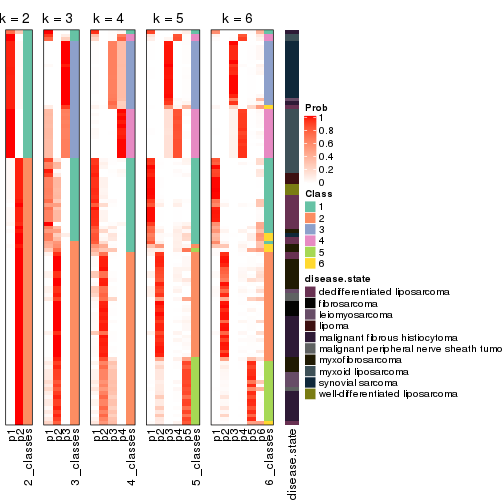 k = 2
k = 3
k = 4
k = 5
k = 6
Prob
1
0.8
0.6
0.4
0.2
0
Class
1
2
3
4
5
6
disease.state
dedifferentiated liposarcoma
fibrosarcoma
leiomyosarcoma
lipoma
malignant fibrous histiocytoma
malignant peripheral nerve sheath tumo
myxofibrosarcoma
myxoid liposarcoma
synovial sarcoma
well-differentiated liposarcoma
p1
p2
2_classes
p1
p2
p3
3_classes
p1
p2
p3
p4
4_classes
p1
p2
p3
p4
p5
5_classes
p1
p2
p3
p4
p5
p6
6_classes
disease.state